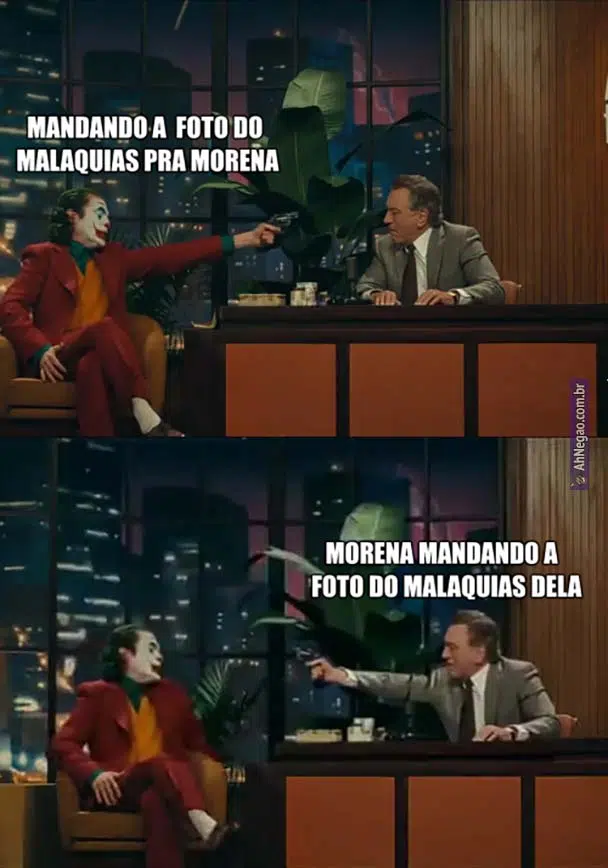 MANDANDO A FOTO DO
MALAQUIAS PRA MORENA
AhNegao.com.br
MORENA MANDANDO A
FOTO DO MALAQUIAS DELA